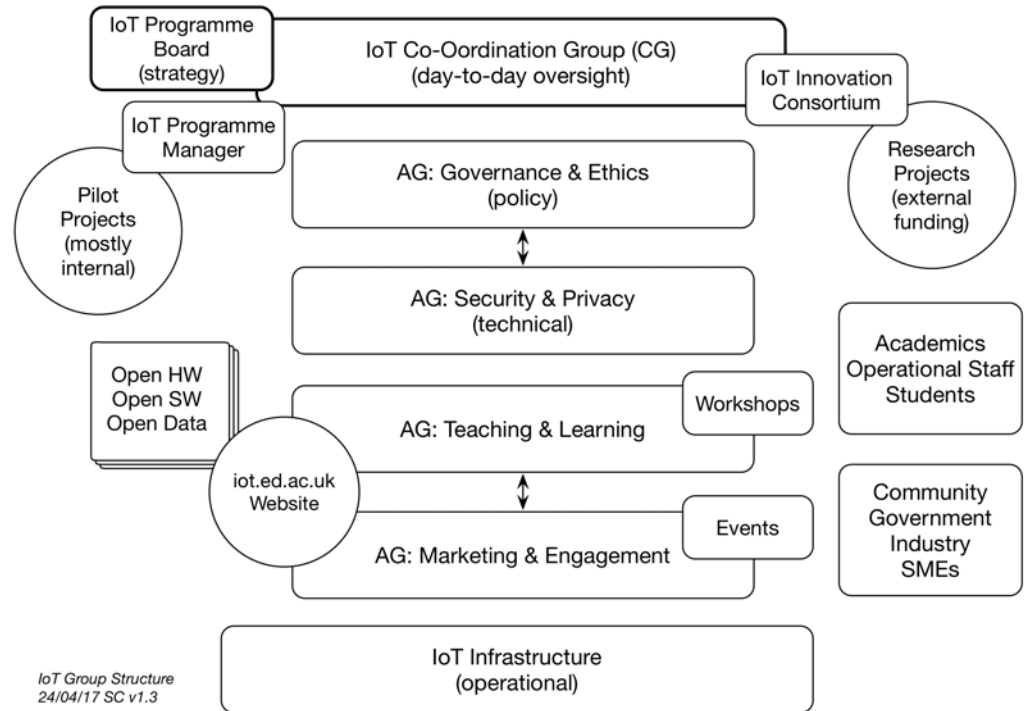 IoT Programme
Board
(strategy)
IoT Co-Oordination Group (CG)
(day-to-day oversight)
IoT Innovation
Consortium
IoT Programme
Manager
Pilot
Projects
(mostly
internal)
AG: Governance & Ethics
(policy)
Research
Projects
(external
funding)
AG: Security & Privacy
(technical)
Academics
Operational Staff
Students
Open HW
Open SW
Open Data
Workshops
AG: Teaching & Learning
iot.ed.ac.uk
Website
Community
Government
Industry
SMEs
Events
AG: Marketing & Engagement
IoT Infrastructure
(operational)
IoT Group Structure
24/04/17 SC v1.3